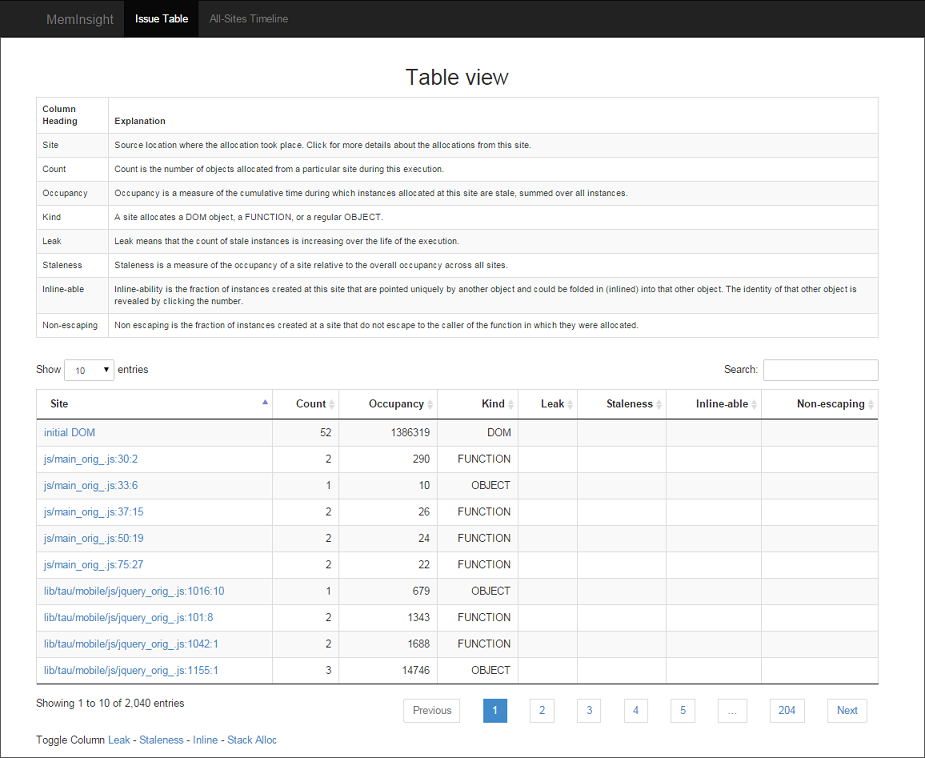 MemInsight Issue Table All-Sites Timeline
Table view
Column
Heading Explanation
Site Source location where the allocation took place. Click for more details about the allocations from this site.
Count Count is the number of objects allocated from a particular site during this execution.
Occupancy Occupancy is a measure of the cumulative time during which instances allocated at this site are stale, summed over all instances.
Kind A site allocates a DOM object, a FUNCTION, or a regular OBJECT.
Leak Leak means that the count of stale instances is increasing over the life of the execution.
Staleness Staleness is a measure of the occupancy of a site relative to the overall occupancy across all sites.
Inline-able Inline-ability is the fraction of instances created at this site that are pointed uniquely by another object and could be folded in (inlined) into that other object. The identity of that other object is
revealed by clicking the number.
Non-escaping Non escaping is the fraction of instances created at a site that do not escape to the caller of the function in which they were allocated.
Show 10 entries Search:
Site Count Occupancy Kind Leak Staleness Inline-able Non-escaping
initial DOM 52 1386319 DOM
js/main_orig_.js:30:2 2 290 FUNCTION
js/main_orig_.js:33:6 1 10 OBJECT
js/main_orig_.js:37:15 2 26 FUNCTION
js/main_orig_.js:50:19 2 24 FUNCTION
js/main_orig_.js:75:27 2 22 FUNCTION
lib/tau/mobile/js/jquery_orig_.js:1016:10 1 679 OBJECT
lib/tau/mobile/js/jquery_orig_.js:101:8 2 1343 FUNCTION
lib/tau/mobile/js/jquery_orig_.js:1042:1 2 1688 FUNCTION
lib/tau/mobile/js/jquery_orig_.js:1155:1 3 14746 OBJECT
Showing 1 to 10 of 2,040 entries Previous 1 2 3 4 5 ... 204 Next
Toggle Column Leak - Staleness - Inline - Stack Alloc